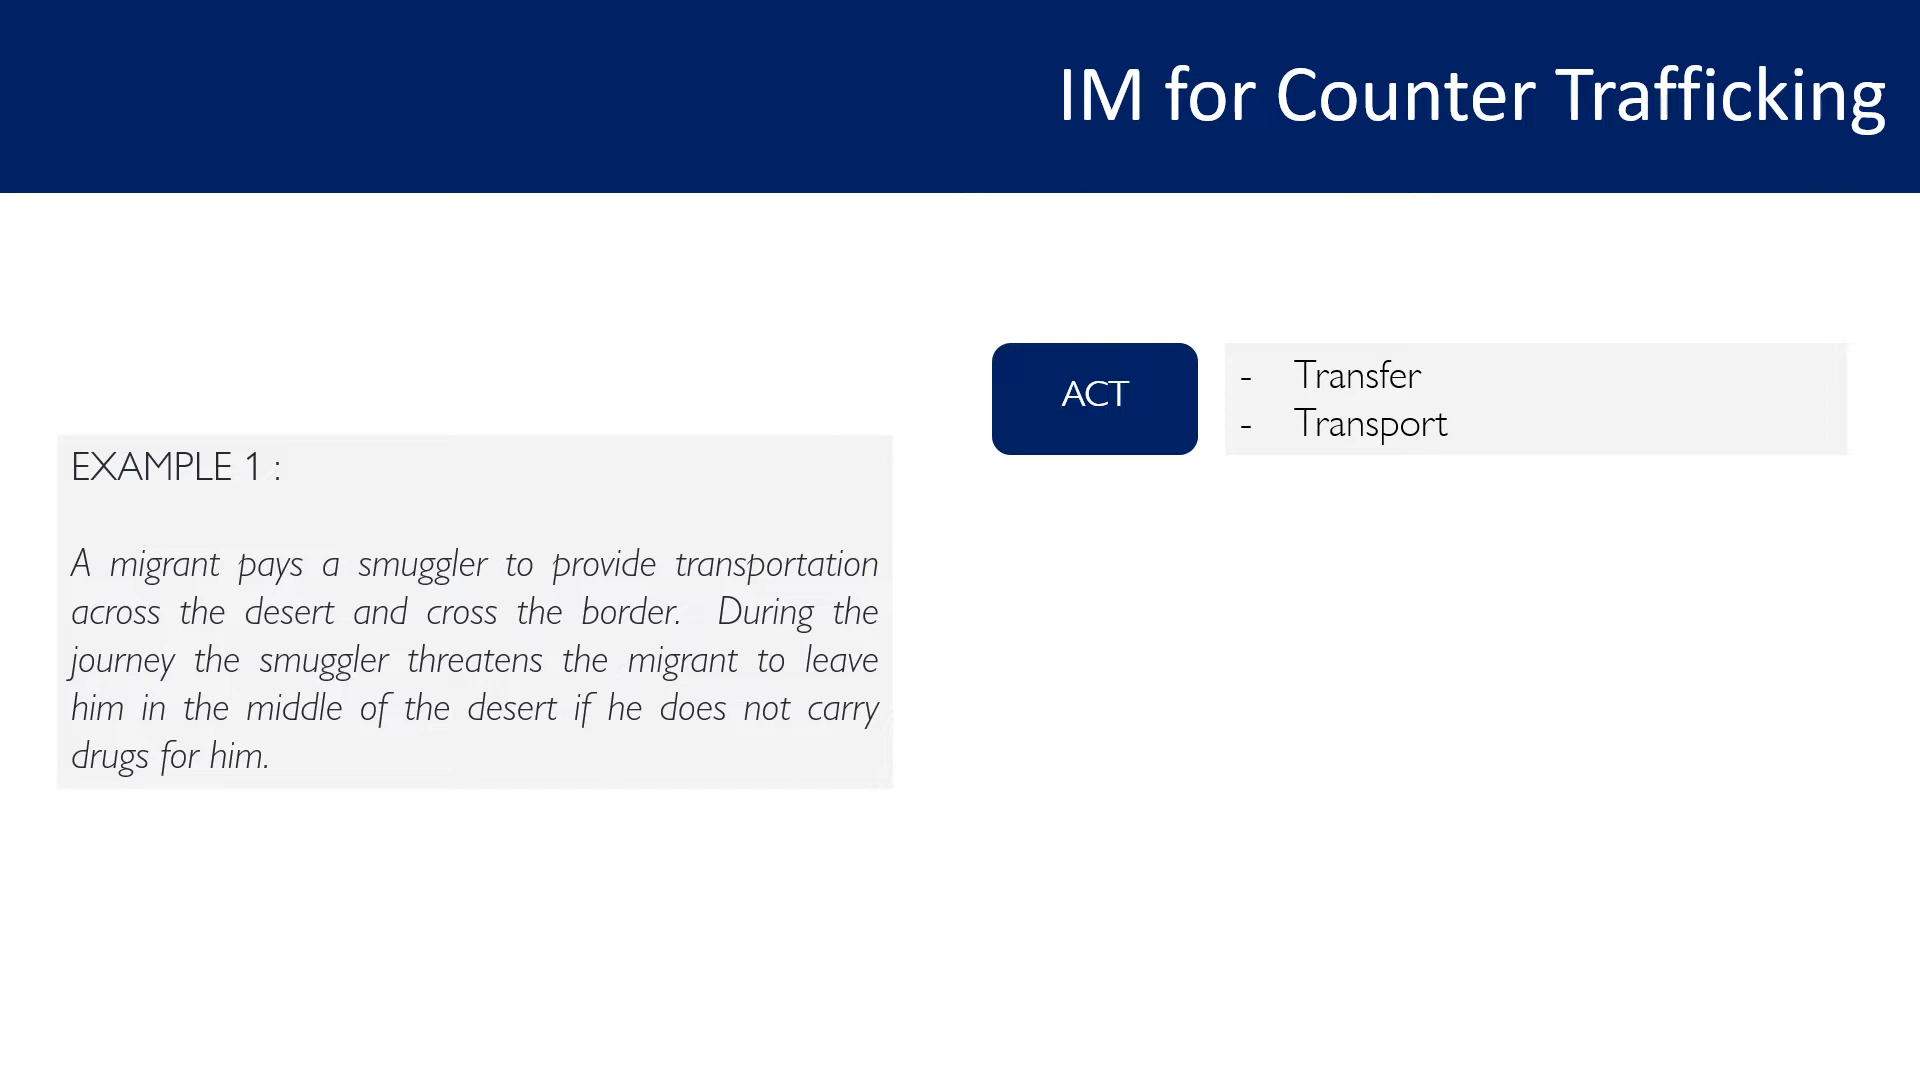 IM for Counter Trafficking
EXAMPLE 1 :
A migrant pays a smuggler to provide transportation
across the desert and cross the border. During the
journey the smuggler threatens the migrant to leave
him in the middle of the desert if he does not carry
drugs for him.
ACT
- Transfer
- Transport